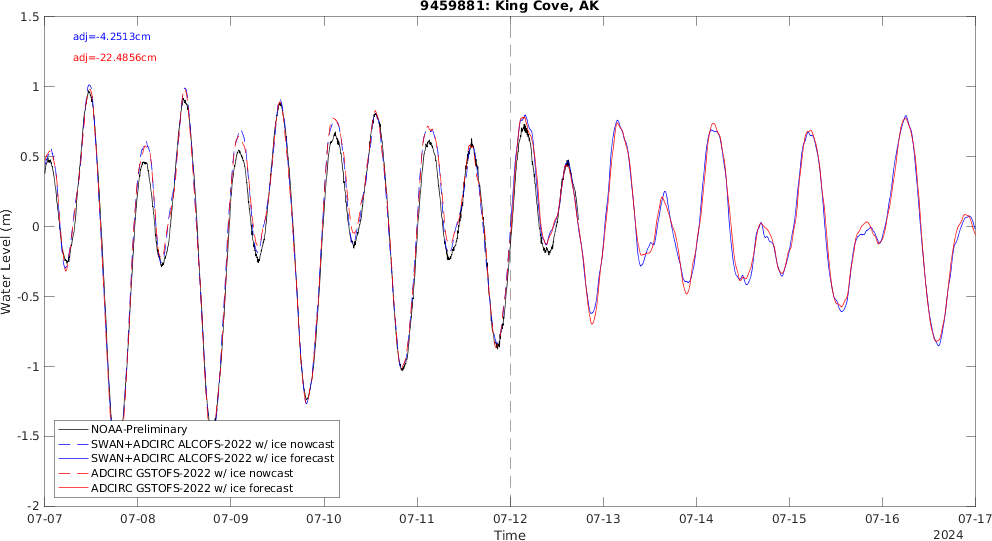 9459881: King Cove, AK
adj=-4.2513cm
adj=-22.4856cm
Water Level (m)
1.5
1
0.5
0
-0.5
-1
-1.5
-2
NOAA-Preliminary
SWAN+ADCIRC ALCOFS-2022 w/ ice nowcast
SWAN+ADCIRC ALCOFS-2022 w/ ice forecast
ADCIRC GSTOFS-2022 w/ ice nowcast
ADCIRC GSTOFS-2022 w/ ice forecast
07-07 07-08 07-09 07-10 07-11 07-12 07-13 07-14 07-15 07-16 07-17
Time
2024